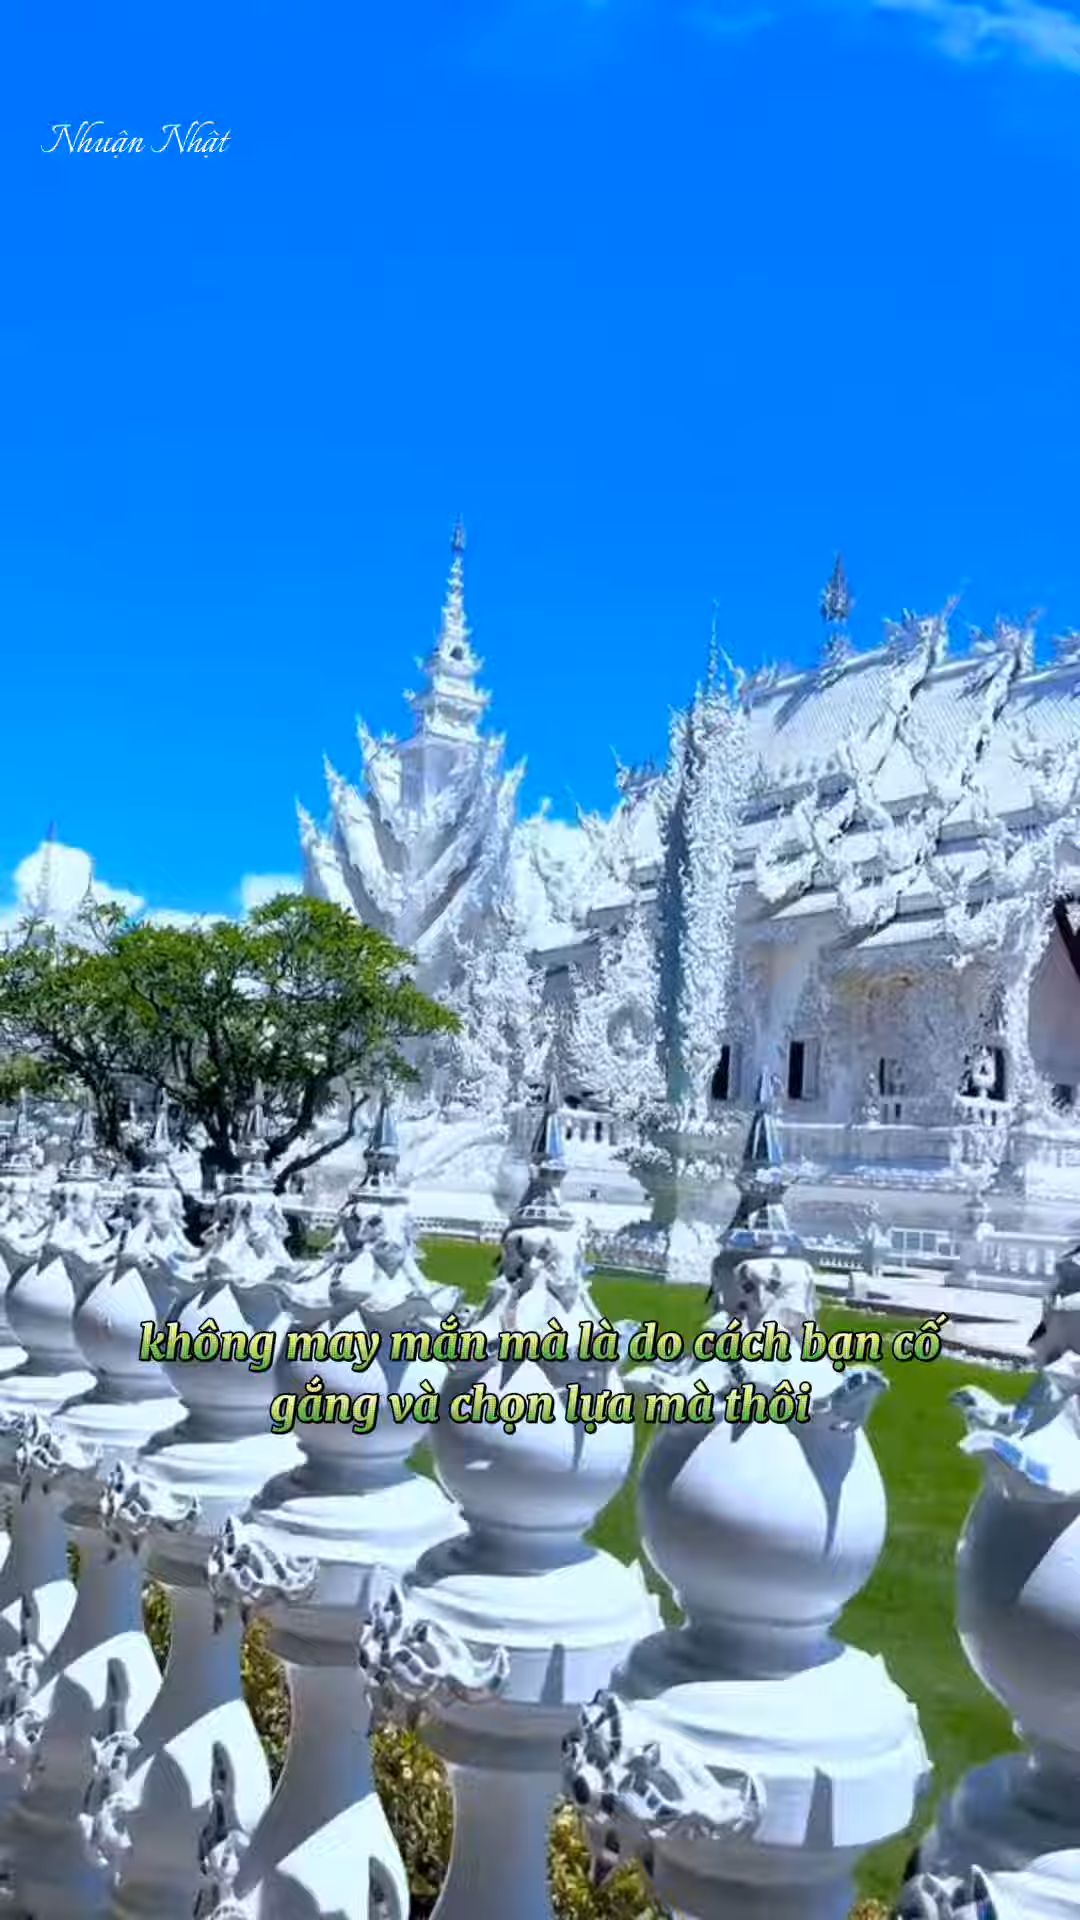 Nhuận Nhật
không may mắn mà là do cách bạn cố
gắng và chọn lựa mà thôi